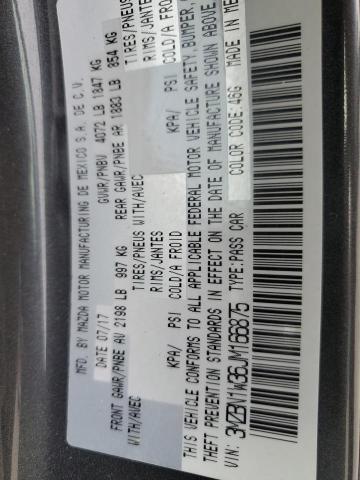 MFD. BY MAZDA MOTOR MANUFACTURING DE MEXICO S.A. DE C.V.
DATE 07/17 GVWR/PNBV 4072 LB 1847 KG
FRONT GAWR/PNBE AV 2198 LB 997 KG REAR GAWR/PNBE AR 1883 LB 854 KG
WITH/AVEC TIRES/PNEUS WITH/AVEC TIRES/PNEUS
RIMS/JANTES RIMS/JANTES
KPA/ PSI COLD/A FROID KPA/ PSI COLD/A FROID
THIS VEHICLE CONFORMS TO ALL APPLICABLE FEDERAL MOTOR VEHICLE SAFETY, BUMPER,
THEFT PREVENTION STANDARDS IN EFFECT ON THE DATE OF MANUFACTURE SHOWN ABOVE.
VIN: 3MZBN1W36JM166875 TYPE:PASS CAR COLOR CODE:46G